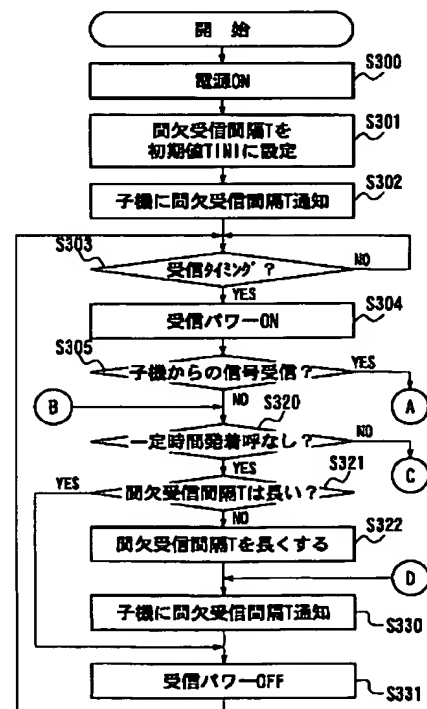 開 始
S300
電源ON
S301
間欠受信間隔Tを
初期値TINIに設定
S302
子機に間欠受信間隔T通知
S303
受信タイミング?
NO
YES
S304
受信パワーON
S305
子機からの信号受信?
YES
A
NO
B
S320
一定時間発着呼なし?
NO
C
YES
S321
間欠受信間隔Tは長い?
YES
NO
S322
間欠受信間隔Tを長くする
D
子機に間欠受信間隔T通知
S330
受信パワーOFF
S331